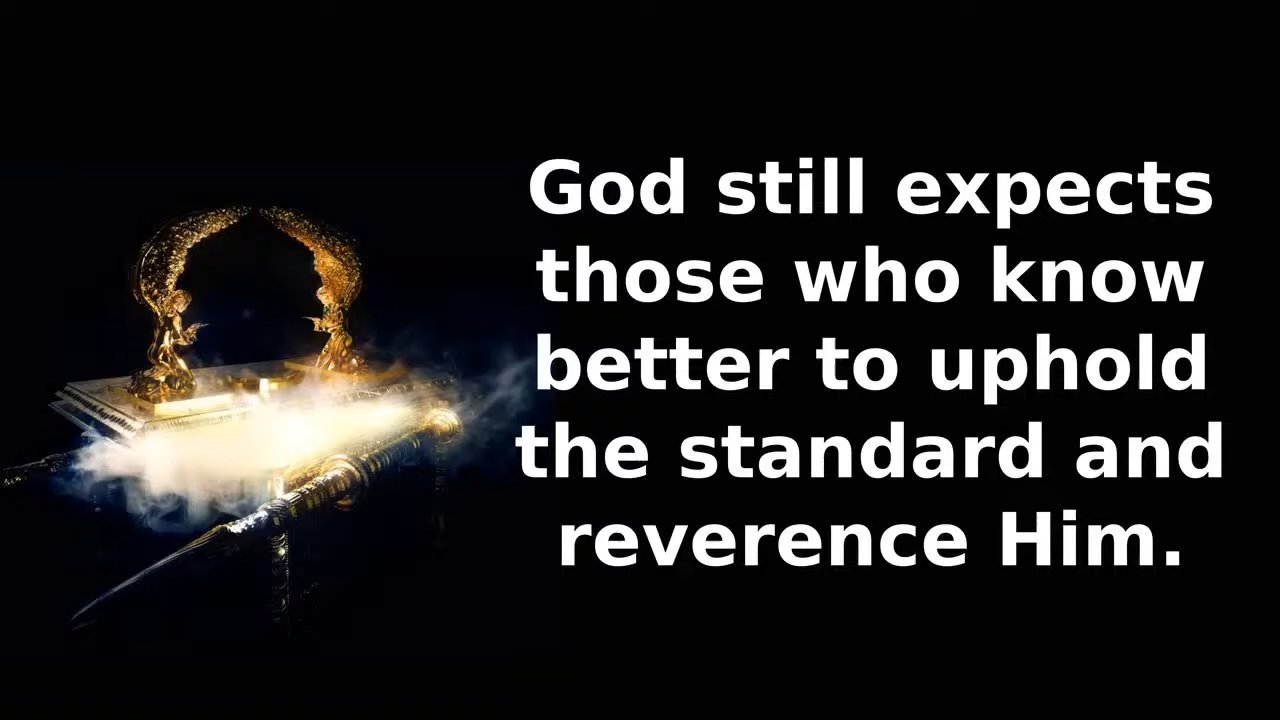 God still expects
those who know
better to uphold
the standard and
reverence Him.